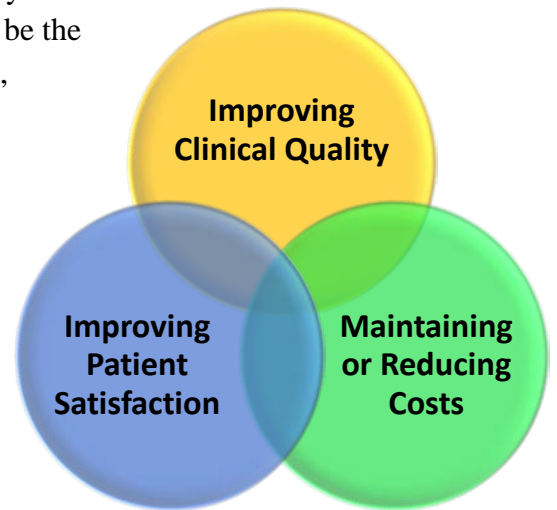 be the
,
Improving
Clinical Quality
Improving
Patient
Satisfaction
Maintaining
or Reducing
Costs